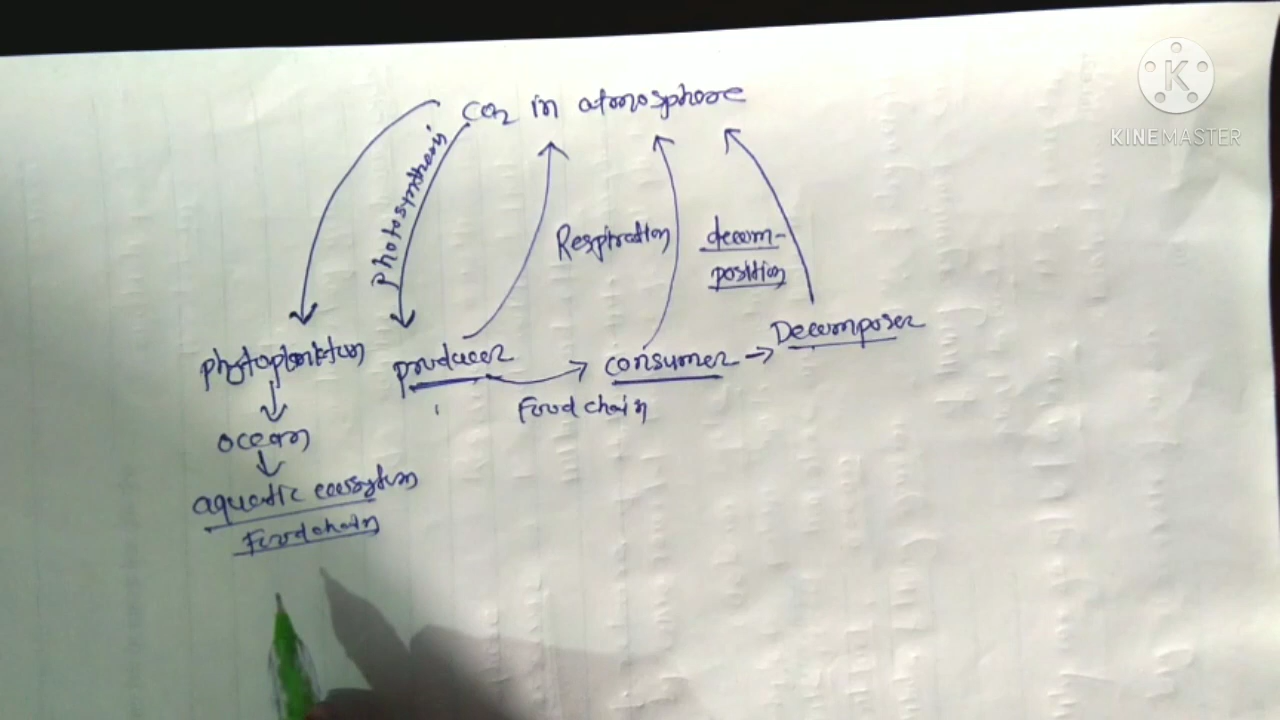 CO2 in atmosphere
Photosynthesis
Respiration
decom-
position
phytoplankton
producer
consumer
Decomposer
Food chain
ocean
aquatic ecosystem
Food chain
KINEMASTER